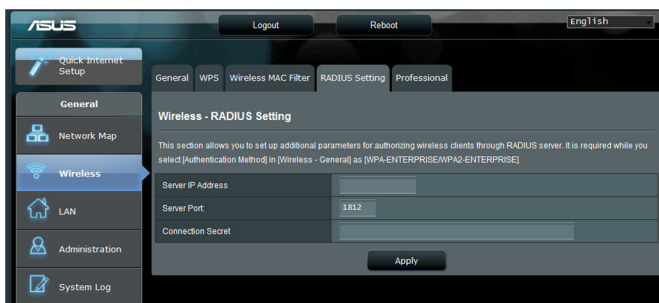 ASUS
Logout
Reboot
English
Quick Internet
Setup
General
Network Map
Wireless
LAN
Administration
System Log
General
WPS
Wireless MAC Filter
RADIUS Setting
Professional
Wireless - RADIUS Setting
This section allows you to set up additional parameters for authorizing wireless clients through RADIUS server. It is required while you
select [Authentication Method] in [Wireless - General] as [WPA-ENTERPRISE/WPA2-ENTERPRISE].
Server IP Address
Server Port:
1812
Connection Secret
Apply